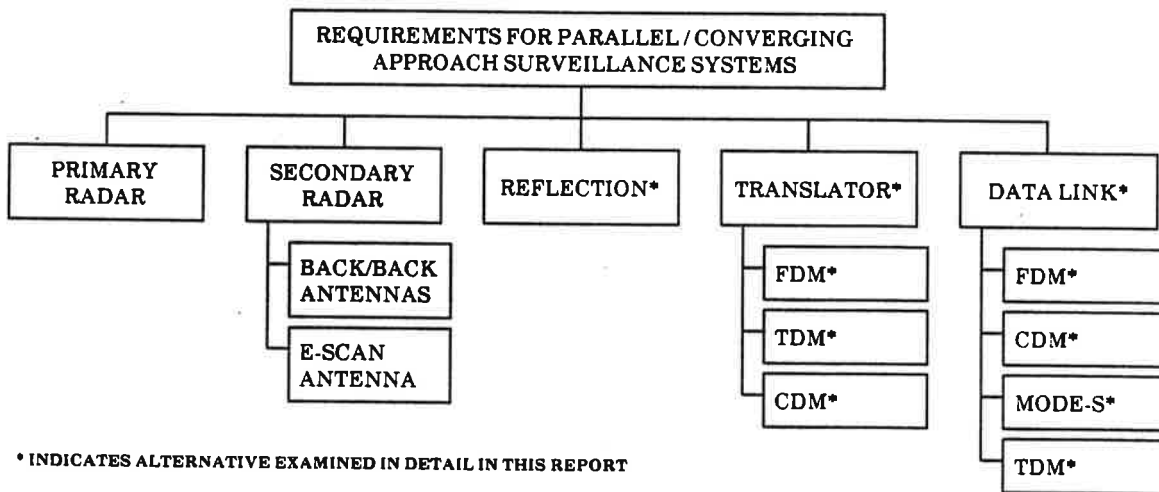 REQUIREMENTS FOR PARALLEL / CONVERGING
APPROACH SURVEILLANCE SYSTEMS
PRIMARY
RADAR
SECONDARY
RADAR
BACK/BACK
ANTENNAS
E-SCAN
ANTENNA
REFLECTION*
TRANSLATOR*
FDM*
TDM*
CDM*
DATA LINK*
FDM*
CDM*
MODE-S*
TDM*
* INDICATES ALTERNATIVE EXAMINED IN DETAIL IN THIS REPORT